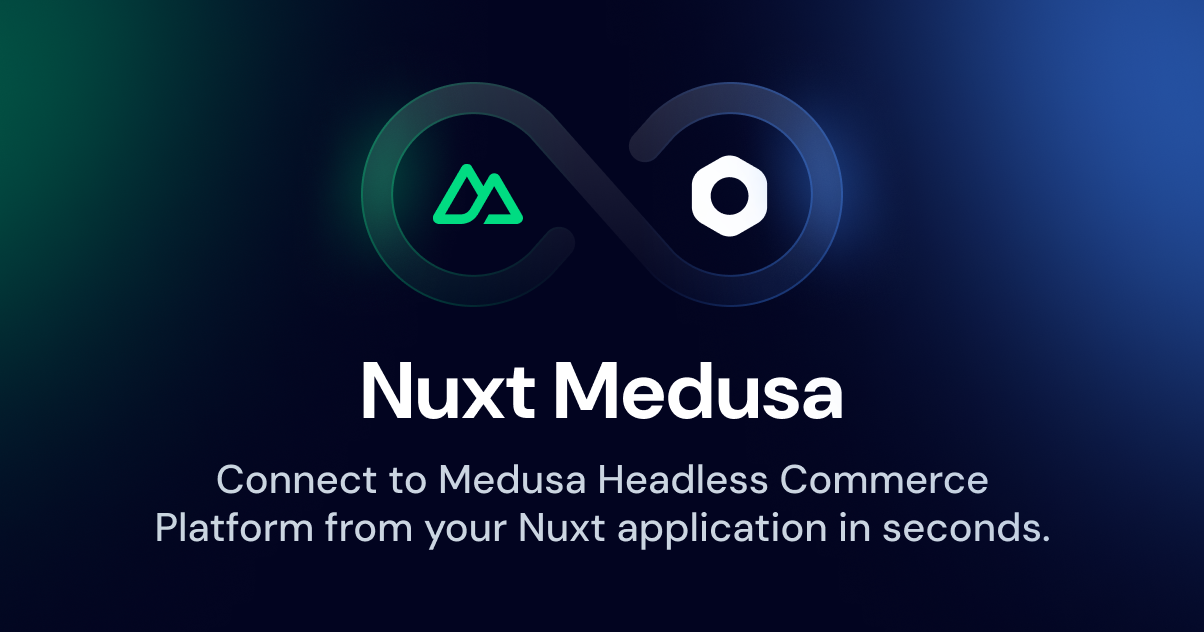 Nuxt Medusa
Connect to Medusa Headless Commerce
Platform from your Nuxt application in seconds.